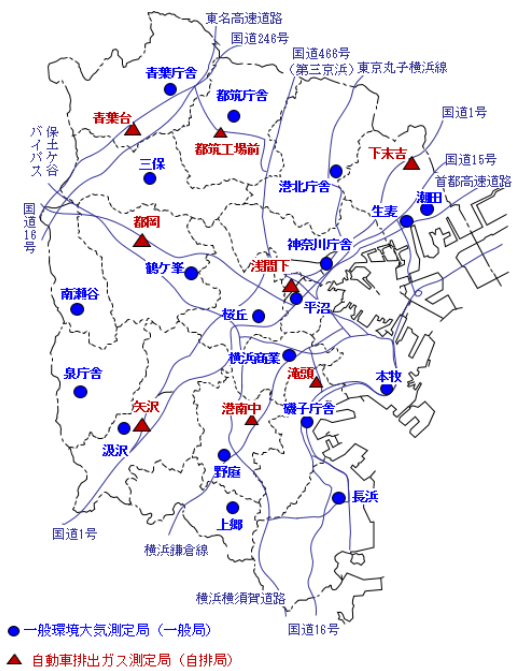 東名高速道路
国道246号
国道466号
（第三京浜）
東京丸子横浜線
青葉庁舎
都筑庁舎
青葉台
都筑工場前
国道1号
保土ケ谷
バイパス
三保
下末吉
国道15号
港北庁舎
首都高速道路
潮田
生麦
国道16号
都岡
神奈川庁舎
鶴ケ峯
浅間下
南瀬谷
平沼
桜丘
横浜商業
泉庁舎
滝頭
本牧
矢沢
港南中
磯子庁舎
汲沢
野庭
長浜
上郷
国道1号
横浜鎌倉線
横浜横須賀道路
国道16号
一般環境大気測定局（一般局）
自動車排出ガス測定局（自排局）